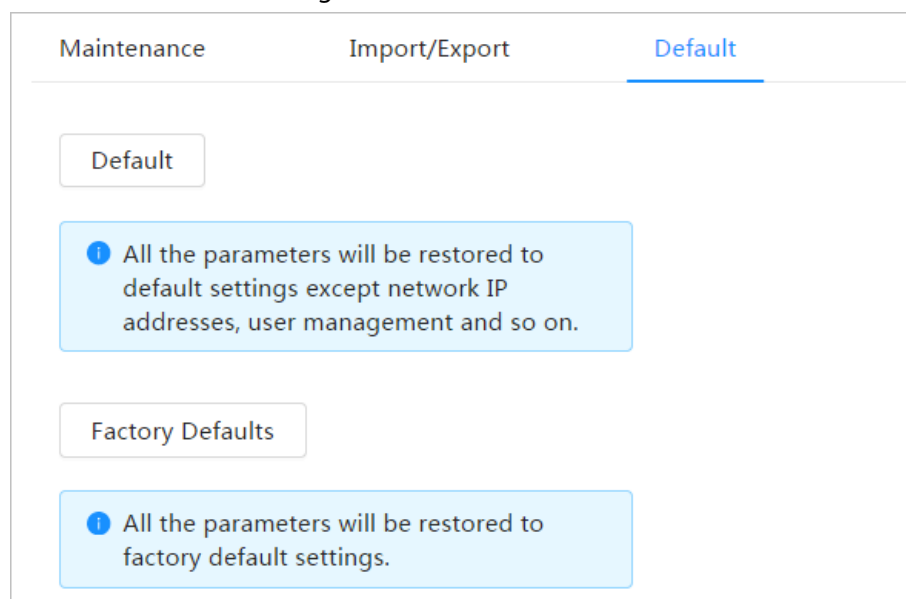 Maintenance Import/Export Default
Default
All the parameters will be restored to
default settings except network IP
addresses, user management and so on.
Factory Defaults
All the parameters will be restored to
factory default settings.